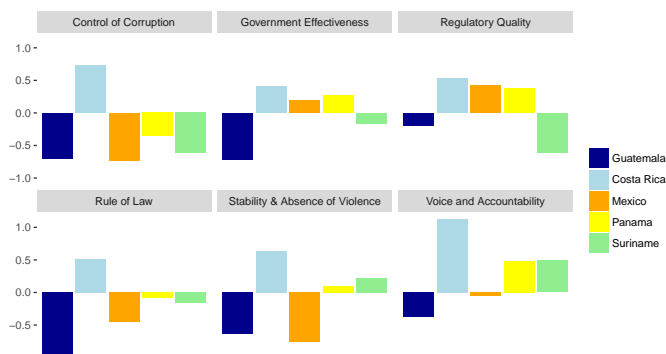 Control of Corruption
Government Effectiveness
Regulatory Quality
1.0
0.5
0.0
−0.5
−1.0
Rule of Law
Stability & Absence of Violence
Voice and Accountability
1.0
0.5
0.0
−0.5
Guatemala
Costa Rica
Mexico
Panama
Suriname